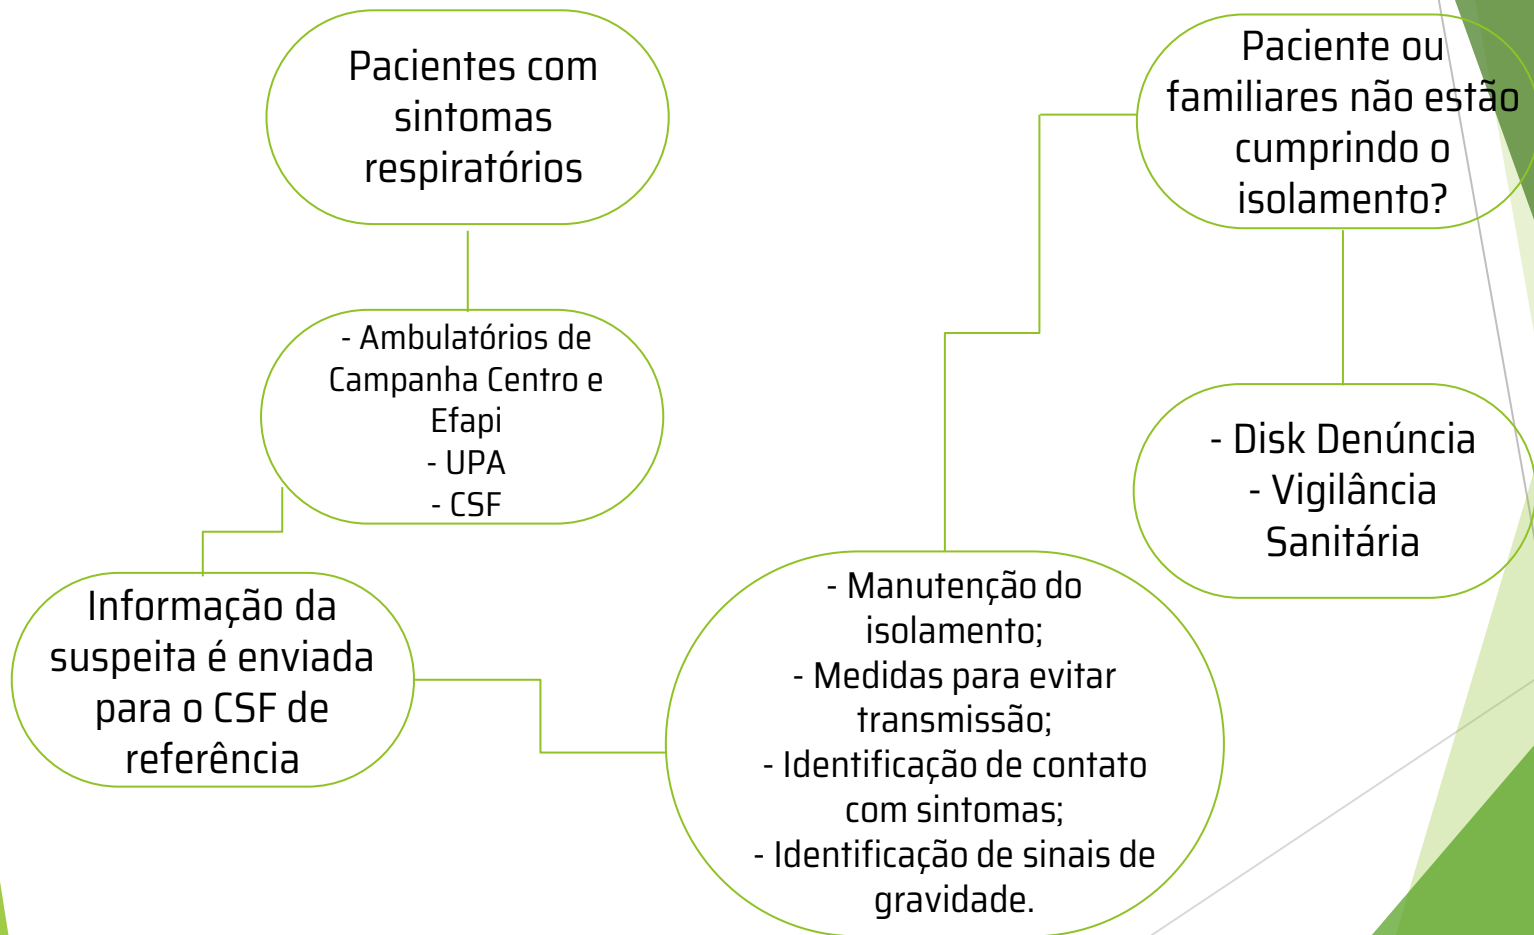 Pacientes com
sintomas
respiratórios
- Ambulatórios de
Campanha Centro e
Efapi
- UPA
- CSF
Informação da
suspeita é enviada
para o CSF de
referência
- Manutenção do
isolamento;
- Medidas para evitar
transmissão;
- Identificação de contato
com sintomas;
- Identificação de sinais de
gravidade.
Paciente ou
familiares não estão
cumprindo o
isolamento?
- Disk Denúncia
- Vigilância
Sanitária